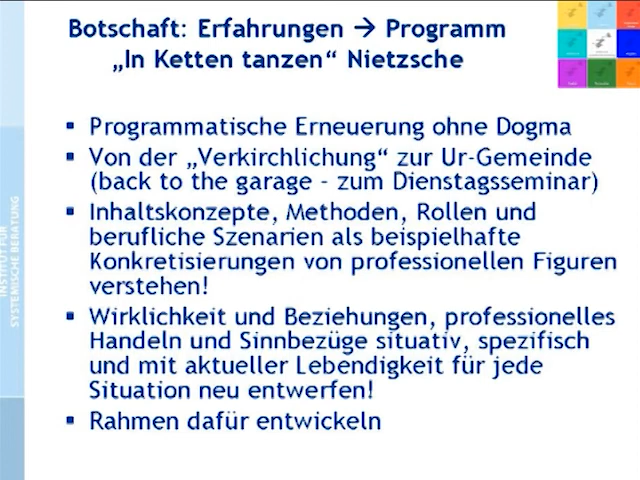 Botschaft: Erfahrungen → Programm
„In Ketten tanzen“ Nietzsche
▪ Programmatische Erneuerung ohne Dogma
▪ Von der „Verkirchlichung“ zur Ur-Gemeinde
(back to the garage - zum Dienstagsseminar)
▪ Inhaltskonzepte, Methoden, Rollen und
berufliche Szenarien als beispielhafte
Konkretisierungen von professionellen Figuren
verstehen!
▪ Wirklichkeit und Beziehungen, professionelles
Handeln und Sinnbezüge situativ, spezifisch
und mit aktueller Lebendigkeit für jede
Situation neu entwerfen!
▪ Rahmen dafür entwickeln
INSTITUT FÜR
SYSTEMISCHE BERATUNG